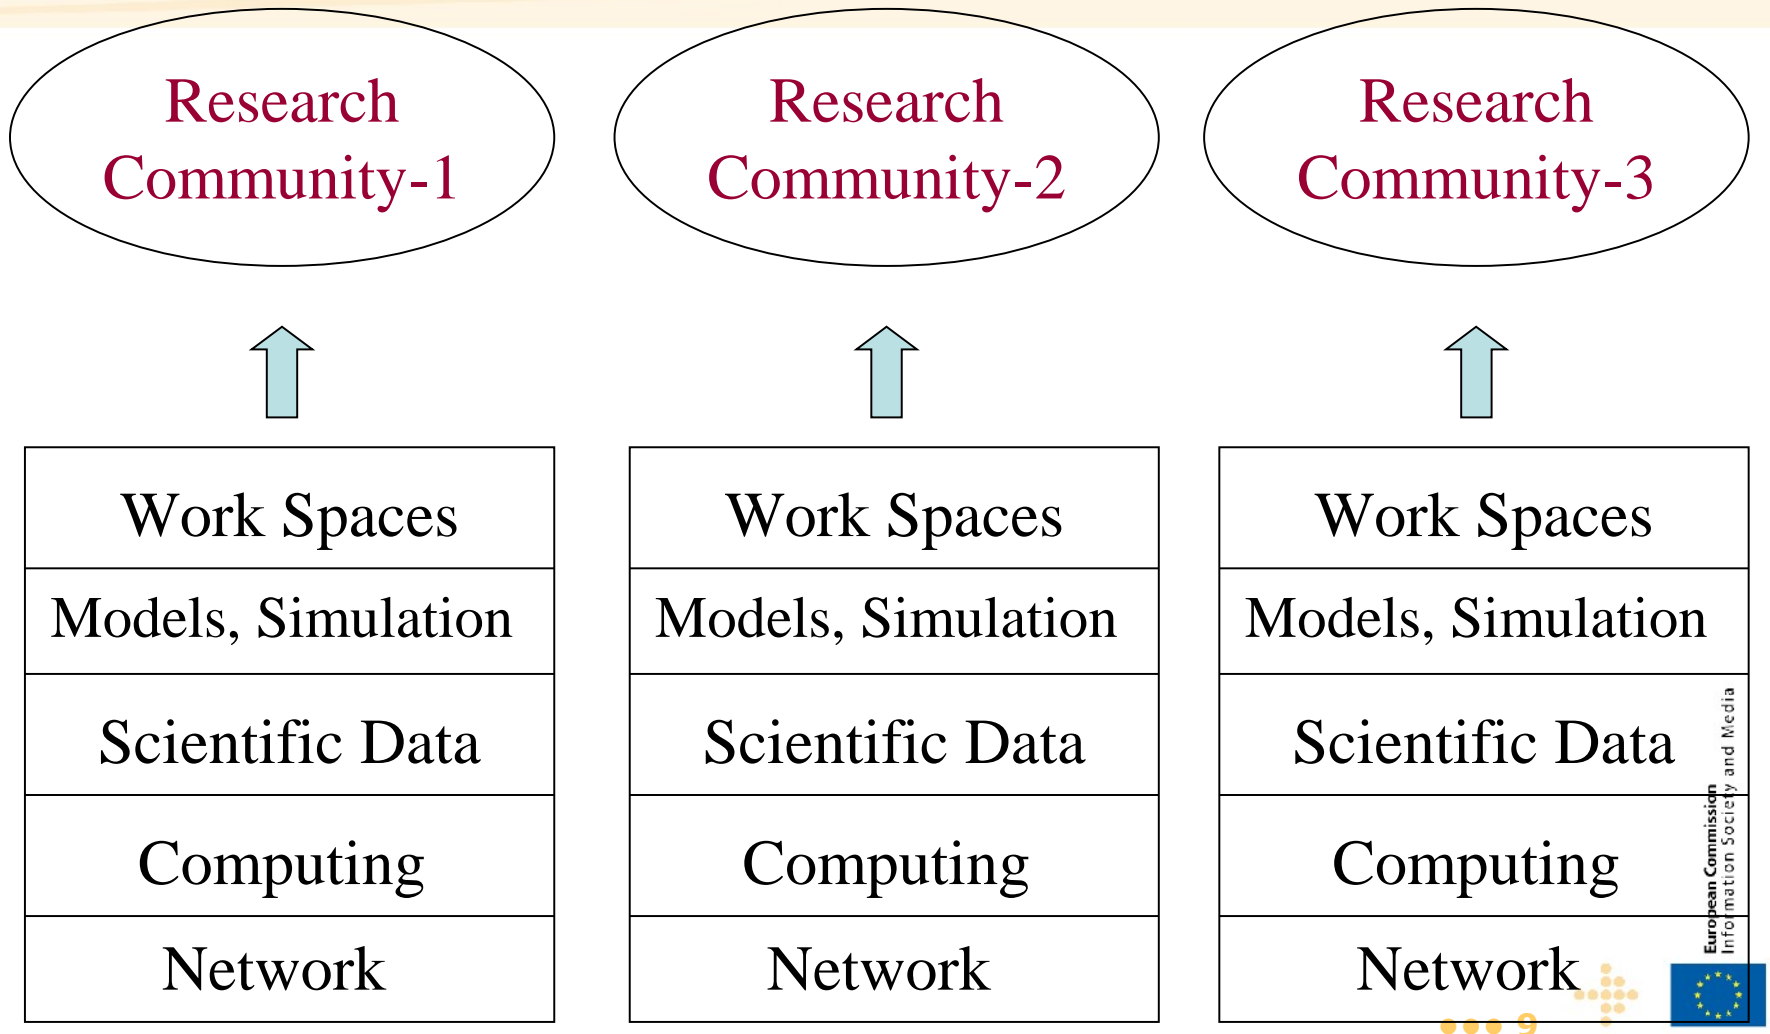 Research
Community-1
Research
Community-2
Research
Community-3
Work Spaces
Models, Simulation
Scientific Data
Computing
Network
Work Spaces
Models, Simulation
Scientific Data
Computing
Network
Work Spaces
Models, Simulation
Scientific Data
Computing
Network
European Commission
Information Society and Media
9